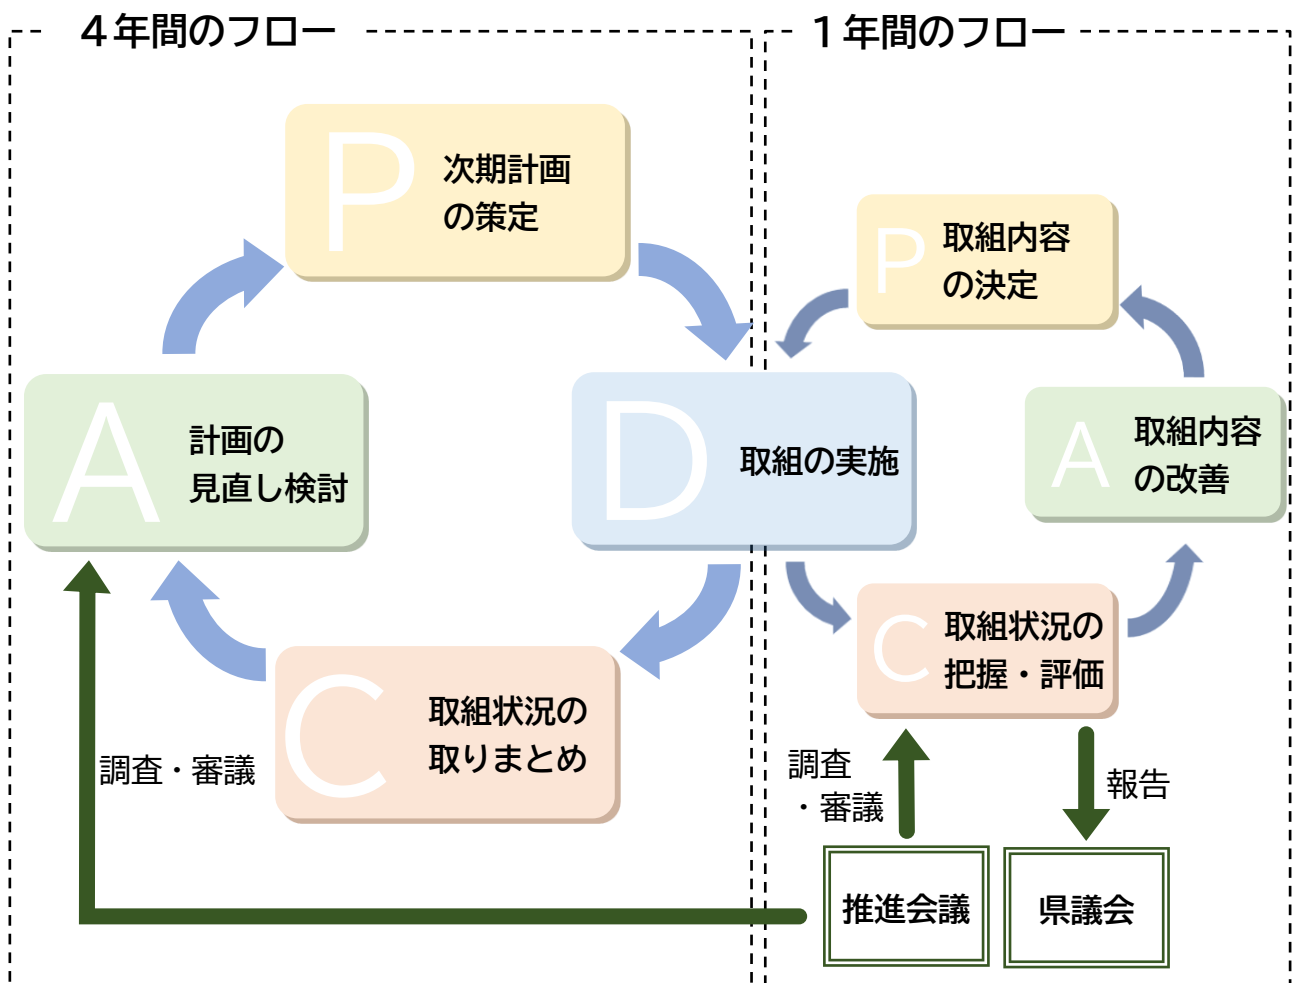 ４年間のフロー
P
次期計画
の策定
A
計画の
見直し検討
D
取組の実施
C
取組状況の
取りまとめ
調査・審議
１年間のフロー
P
取組内容
の決定
A
取組内容
の改善
C
取組状況の
把握・評価
調査
・審議
報告
推進会議
県議会